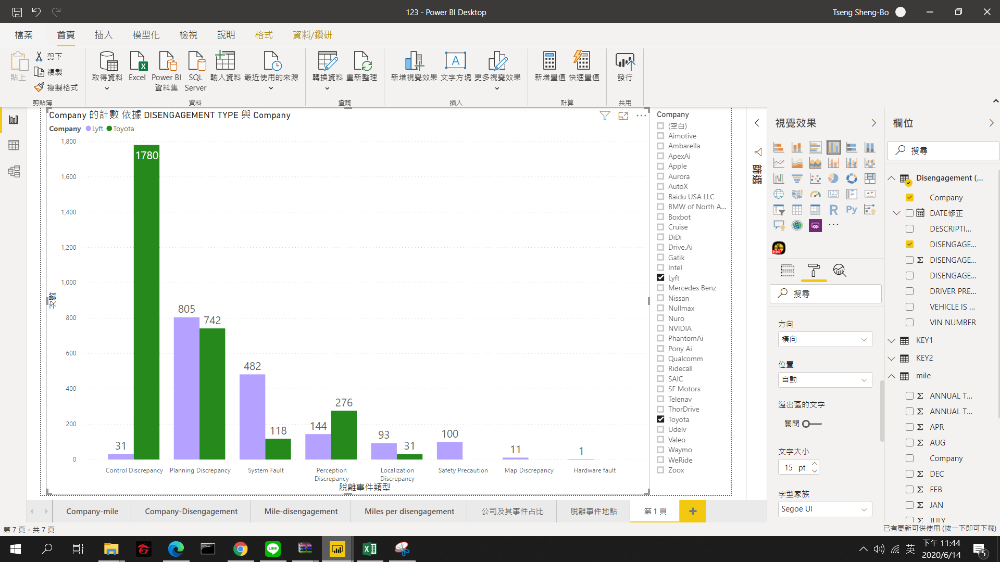 123 - Power BI Desktop
Tseng Sheng-Bo
檔案 首頁 插入 模型化 檢視 說明 格式 資料/鑽研
貼上
剪下
複製
複製格式
剪貼簿
取得資料
Excel
Power BI 資料集
SQL Server
輸入資料
最近使用的來源
資料
轉換資料
重新整理
查詢
新增視覺效果
文字方塊
更多視覺效果
插入
新增量值
快速量值
計算
發行
共用
Company 的計數 依據 DISENGAGEMENT TYPE 與 Company
Company Lyft Toyota
1,800
1,600
1,400
1,200
1,000
800
600
400
200
0
次數
31
1780
805
742
482
118
144
276
93
31
100
11
1
Control Discrepancy
Planning Discrepancy
System Fault
Perception
Discrepancy
Localization
Discrepancy
Safety Precaution
Map Discrepancy
Hardware fault
脫離事件類型
Company
(空白)
Aimotive
Ambarella
ApexAi
Apple
Aurora
AutoX
Baidu USA LLC
BMW of North A...
Boxbot
Cruise
DiDi
Drive.Ai
Gatik
Intel
Lyft
Mercedes Benz
Nissan
Nullmax
Nuro
NVIDIA
PhantomAi
Pony Ai
Qualcomm
Ridecall
SAIC
SF Motors
Telenav
ThorDrive
Toyota
Udelv
Valeo
Waymo
WeRide
Zoox
篩選
視覺效果
123
R
Py
PRO
搜尋
方向
橫向
位置
自動
溢出區的文字
關閉
文字大小
15 pt
字型家族
Segoe UI
欄位
搜尋
Disengagement (...
Company
DATE修正
DESCRIPTI...
DISENGAGE...
DISENGAGE...
DISENGAGE...
DRIVER PRE...
VEHICLE IS ...
VIN NUMBER
KEY1
KEY2
mile
ANNUAL T...
ANNUAL T...
APR
AUG
Company
DEC
FEB
JAN
JULY
Company-mile
Company-Disengagement
Mile-disengagement
Miles per disengagement
公司及其事件占比
脫離事件地點
第 1 頁
第 7 頁，共 7 頁
已有更新可供使用 (按一下即可下載)
LINE
英
下午 11:44
2020/6/14
5